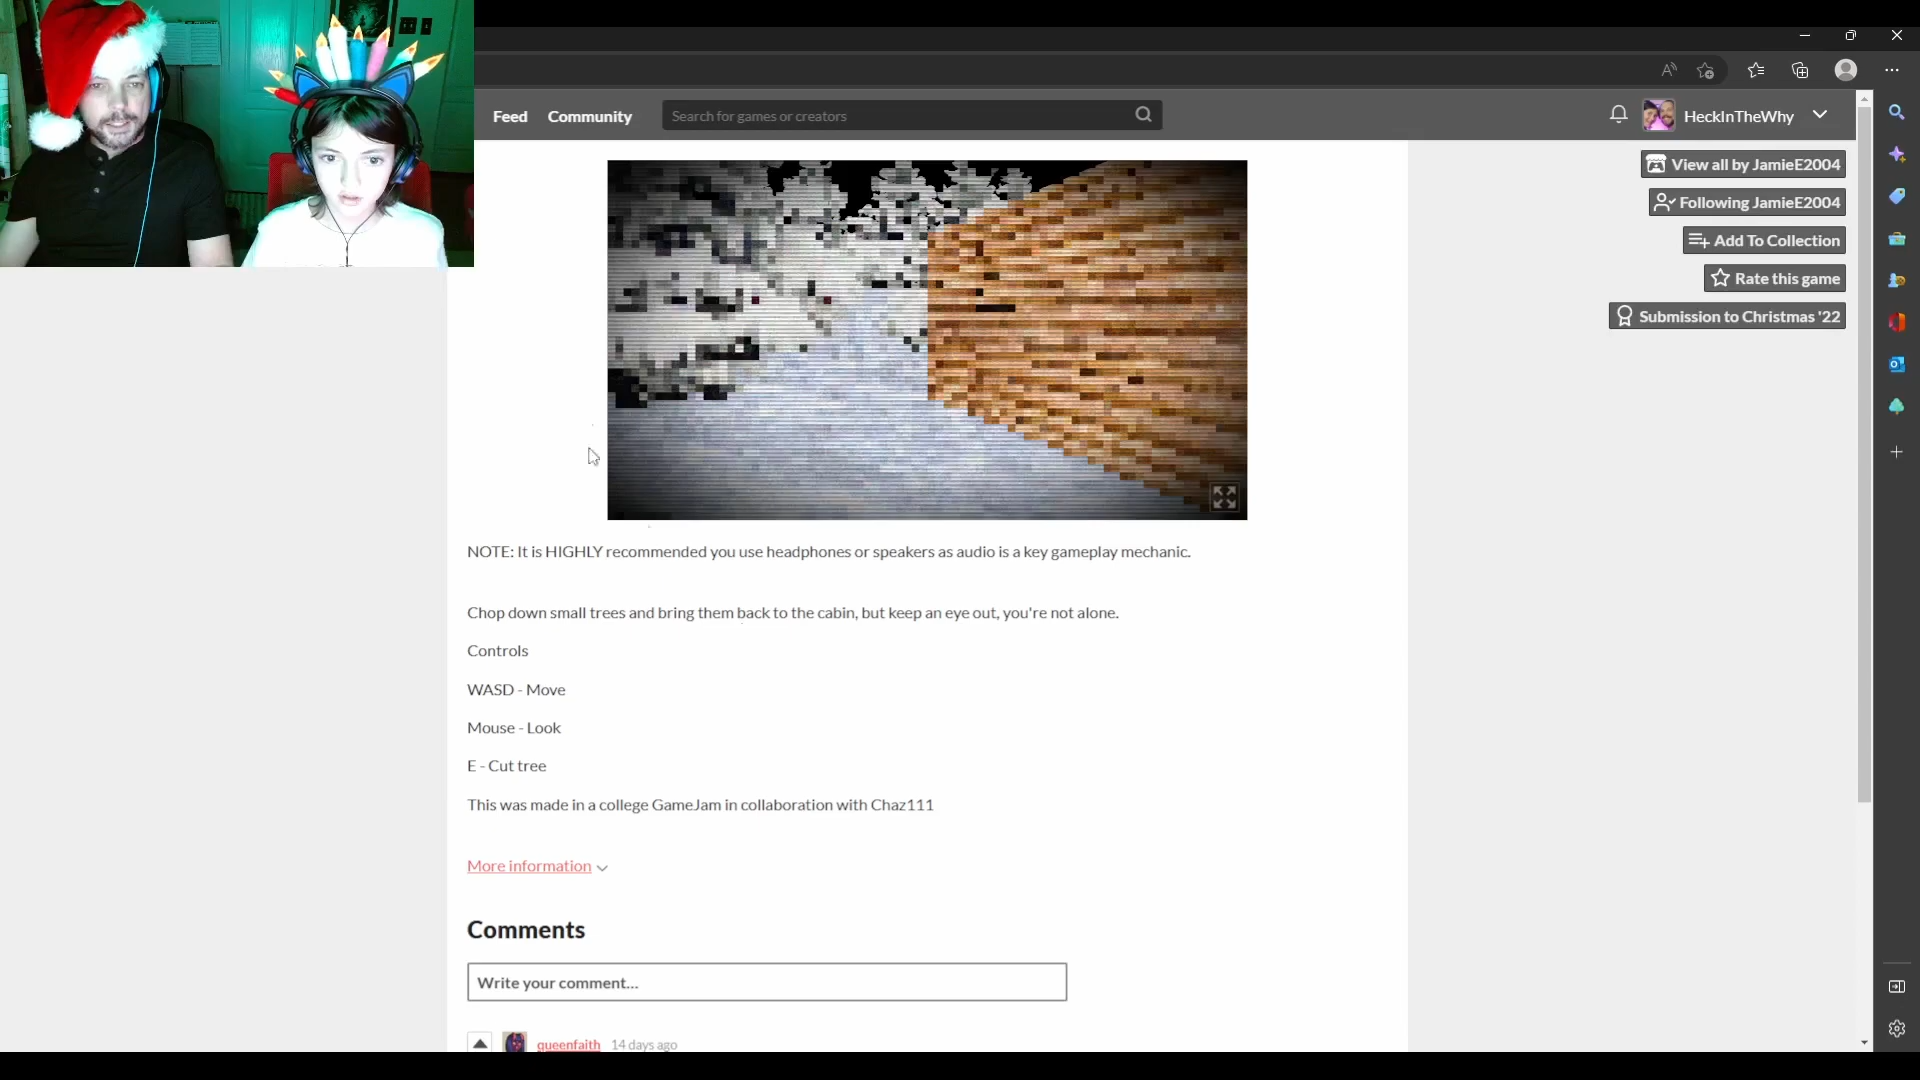 Feed
Community
Search for games or creators
HeckInTheWhy
View all by JamieE2004
Following JamieE2004
Add To Collection
Rate this game
Submission to Christmas '22
NOTE: It is HIGHLY recommended you use headphones or speakers as audio is a key gameplay mechanic.
Chop down small trees and bring them back to the cabin, but keep an eye out, you're not alone.
Controls
WASD - Move
Mouse - Look
E - Cut tree
This was made in a college GameJam in collaboration with Chaz111
More information
Comments
Write your comment...
queenfaith 14 days ago